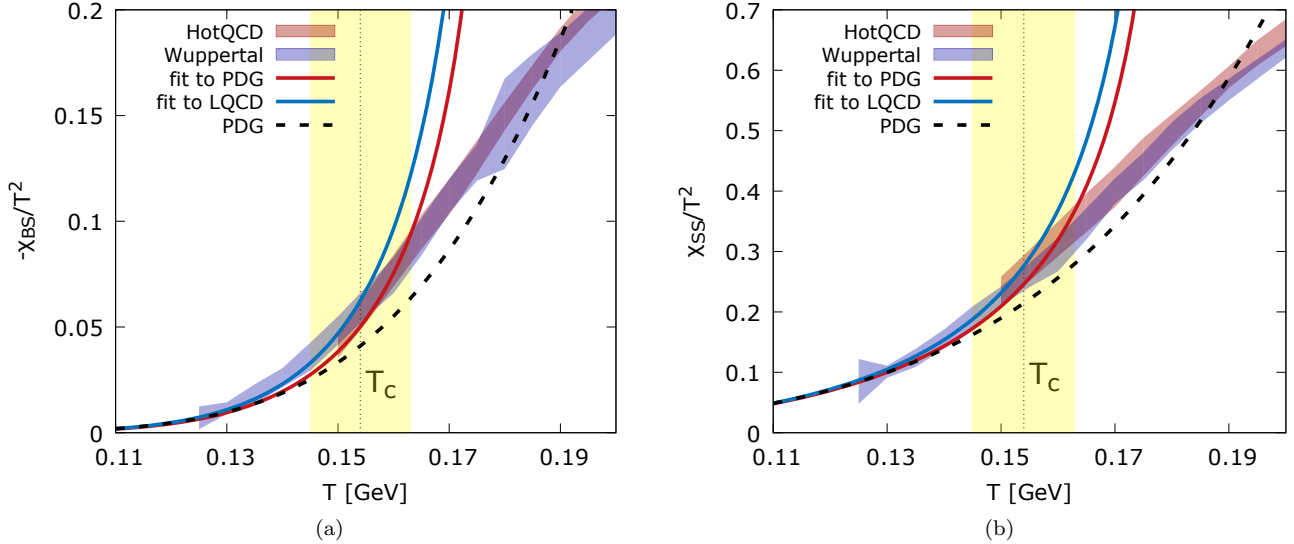 0.2
0.15
0.1
0.05
0
-χBS/T²
HotQCD
Wuppertal
fit to PDG
fit to LQCD
PDG
Tc
0.11 0.13 0.15 0.17 0.19
T [GeV]
(a)
0.7
0.6
0.5
0.4
0.3
0.2
0.1
0
χSS/T²
HotQCD
Wuppertal
fit to PDG
fit to LQCD
PDG
Tc
0.11 0.13 0.15 0.17 0.19
T [GeV]
(b)